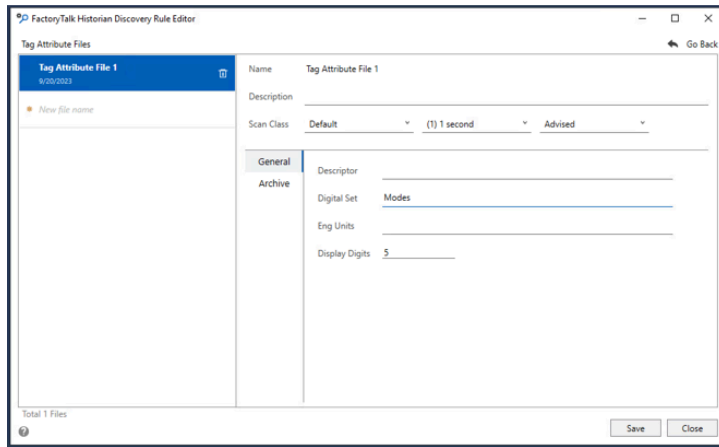 FactoryTalk Historian Discovery Rule Editor
Tag Attribute Files
Go Back
Tag Attribute File 1
9/20/2023
New file name
Name Tag Attribute File 1
Description
Scan Class Default (1) 1 second Advised
General
Archive
Descriptor
Digital Set Modes
Eng Units
Display Digits 5
Total 1 Files
Save Close